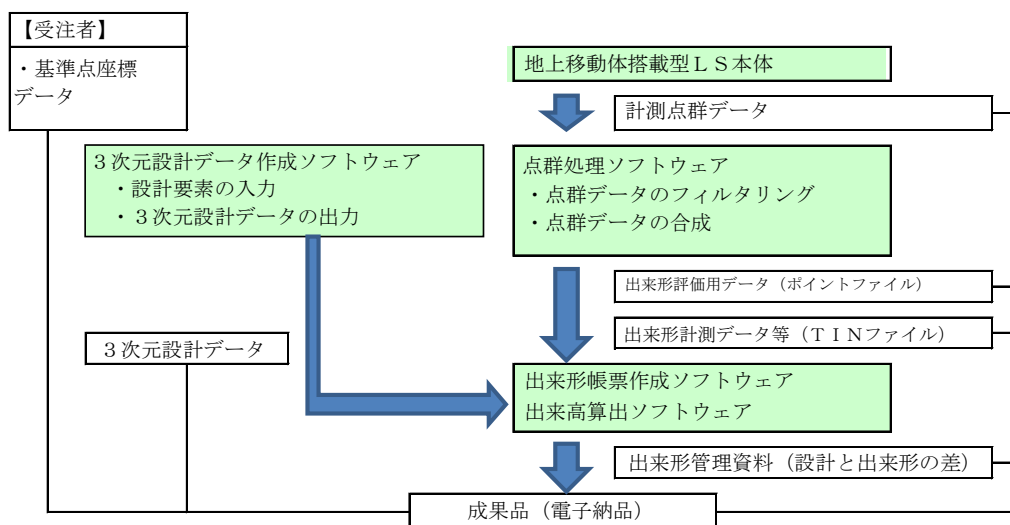 【受注者】
・基準点座標
データ
地上移動体搭載型LS本体
計測点群データ
3次元設計データ作成ソフトウェア
・設計要素の入力
・3次元設計データの出力
点群処理ソフトウェア
・点群データのフィルタリング
・点群データの合成
出来形評価用データ(ポイントファイル)
出来形計測データ等(TINファイル)
3次元設計データ
出来形帳票作成ソフトウェア
出来高算出ソフトウェア
出来形管理資料(設計と出来形の差)
成果品(電子納品)